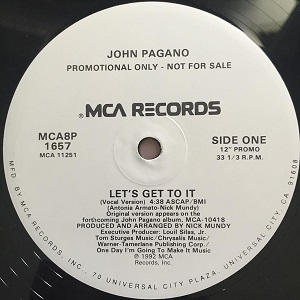 JOHN PAGANO
PROMOTIONAL ONLY - NOT FOR SALE
®MCA RECORDS
MCA8P
1657
MCA 11251
SIDE ONE
12" PROMO
33 1/3 R.P.M.
LET'S GET TO IT
(Vocal Version) 4:38 ASCAP/BMI
(Antonia Armato-Nick Mundy)
Original version appears on the
forthcoming John Pagano album, MCA-10418
PRODUCED AND ARRANGED BY NICK MUNDY
Executive Producer: Louil Silas, Jr.
Tom Sturges Music/Chrysalis Music/
Warner-Tamerlane Publishing Corp./
One Day I'm Going To Make It Music
℗ 1992 MCA
Records, Inc.
MFD. BY MCA RECORDS, INC. - 70 UNIVERSAL CITY PLAZA, UNIVERSAL CITY, CA